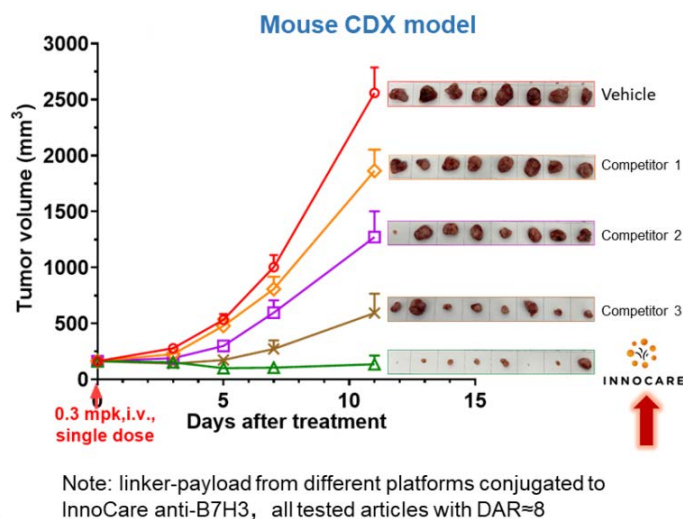 Mouse CDX model
3000
2500
2000
1500
1000
500
0
Tumor volume (mm³)
0
5
10
15
Days after treatment
0.3 mpk,i.v.,
single dose
Vehicle
Competitor 1
Competitor 2
Competitor 3
INNOCARE
Note: linker-payload from different platforms conjugated to
InnoCare anti-B7H3, all tested articles with DAR≈8